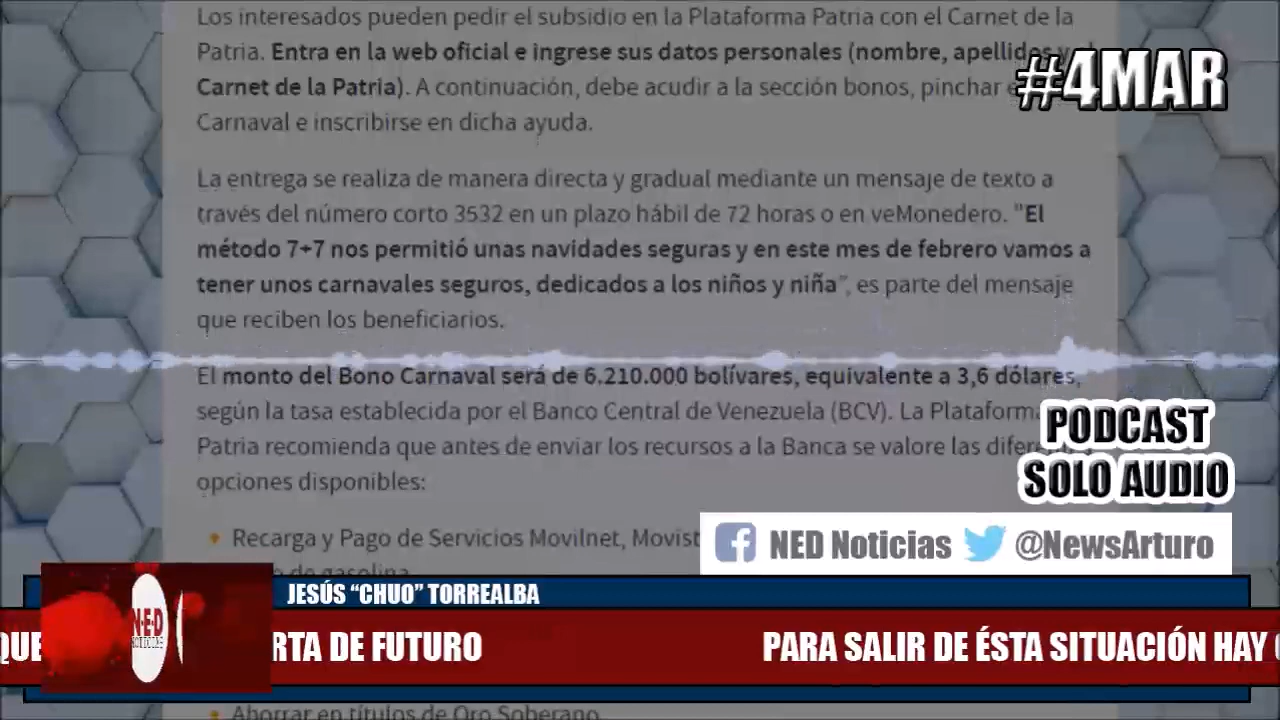 Los interesados pueden pedir el subsidio en la Plataforma Patria con el Carnet de la
Patria. Entra en la web oficial e ingrese sus datos personales (nombre, apellidos y
Carnet de la Patria). A continuación, debe acudir a la sección bonos, pinchar
Carnaval e inscribirse en dicha ayuda.
#4MAR
La entrega se realiza de manera directa y gradual mediante un mensaje de texto a
través del número corto 3532 en un plazo hábil de 72 horas o en veMonedero. "El
método 7+7 nos permitió unas navidades seguras y en este mes de febrero vamos a
tener unos carnavales seguros, dedicados a los niños y niña", es parte del mensaje
que reciben los beneficiarios.
El monto del Bono Carnaval será de 6.210.000 bolívares, equivalente a 3,6 dólares,
según la tasa establecida por el Banco Central de Venezuela (BCV). La Plataform
Patria recomienda que antes de enviar los recursos a la Banca se valore las
opciones disponibles:
PODCAST
SOLO AUDIO
Recarga y Pago de Servicios Movilnet, Movist
de gasolina
NED Noticias @NewsArturo
JESÚS “CHUO” TORREALBA
N·E·D
NOTICIAS
QUE RTA DE FUTURO PARA SALIR DE ÉSTA SITUACIÓN HAY
Ahorrar en títulos de Oro Soberano